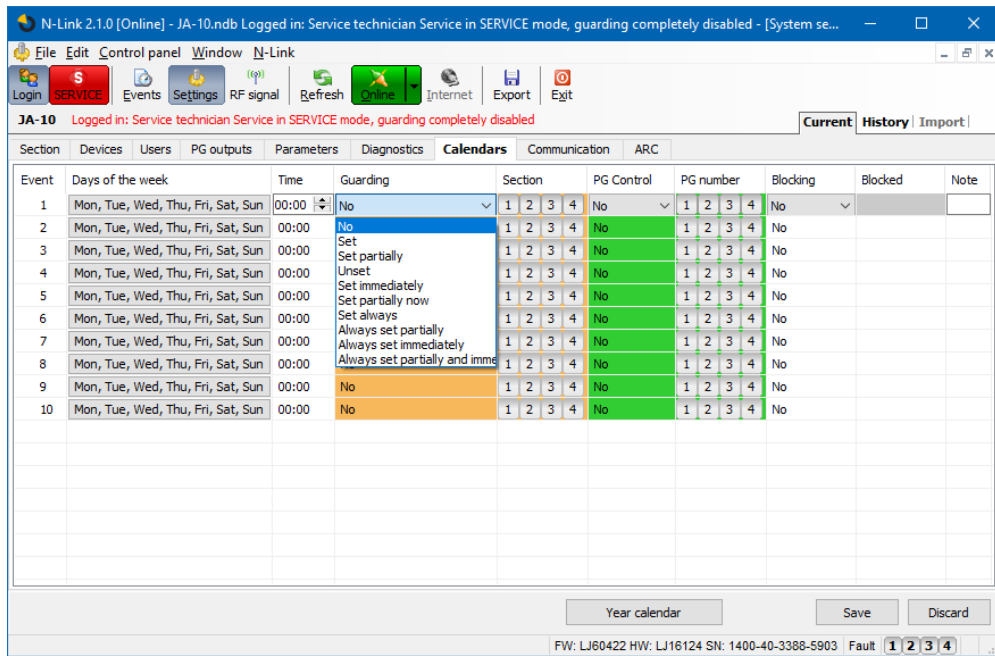 N-Link 2.1.0 [Online] - JA-10.ndb Logged in: Service technician Service in SERVICE mode, guarding completely disabled - [System se...
File Edit Control panel Window N-Link
Login SERVICE Events Settings RF signal Refresh Online Internet Export Exit
JA-10 Logged in: Service technician Service in SERVICE mode, guarding completely disabled Current History Import
Section Devices Users PG outputs Parameters Diagnostics Calendars Communication ARC
Event Days of the week Time Guarding Section PG Control PG number Blocking Blocked Note
1 Mon, Tue, Wed, Thu, Fri, Sat, Sun 00:00 No 1 2 3 4 No 1 2 3 4 No
2 Mon, Tue, Wed, Thu, Fri, Sat, Sun 00:00 1 2 3 4 No 1 2 3 4 No
3 Mon, Tue, Wed, Thu, Fri, Sat, Sun 00:00 1 2 3 4 No 1 2 3 4 No
4 Mon, Tue, Wed, Thu, Fri, Sat, Sun 00:00 1 2 3 4 No 1 2 3 4 No
5 Mon, Tue, Wed, Thu, Fri, Sat, Sun 00:00 1 2 3 4 No 1 2 3 4 No
6 Mon, Tue, Wed, Thu, Fri, Sat, Sun 00:00 1 2 3 4 No 1 2 3 4 No
7 Mon, Tue, Wed, Thu, Fri, Sat, Sun 00:00 1 2 3 4 No 1 2 3 4 No
8 Mon, Tue, Wed, Thu, Fri, Sat, Sun 00:00 1 2 3 4 No 1 2 3 4 No
9 Mon, Tue, Wed, Thu, Fri, Sat, Sun 00:00 No 1 2 3 4 No 1 2 3 4 No
10 Mon, Tue, Wed, Thu, Fri, Sat, Sun 00:00 No 1 2 3 4 No 1 2 3 4 No
No
Set
Set partially
Unset
Set immediately
Set partially now
Set always
Always set partially
Always set immediately
Always set partially and imme
Year calendar Save Discard
FW: LJ60422 HW: LJ16124 SN: 1400-40-3388-5903 Fault 1 2 3 4